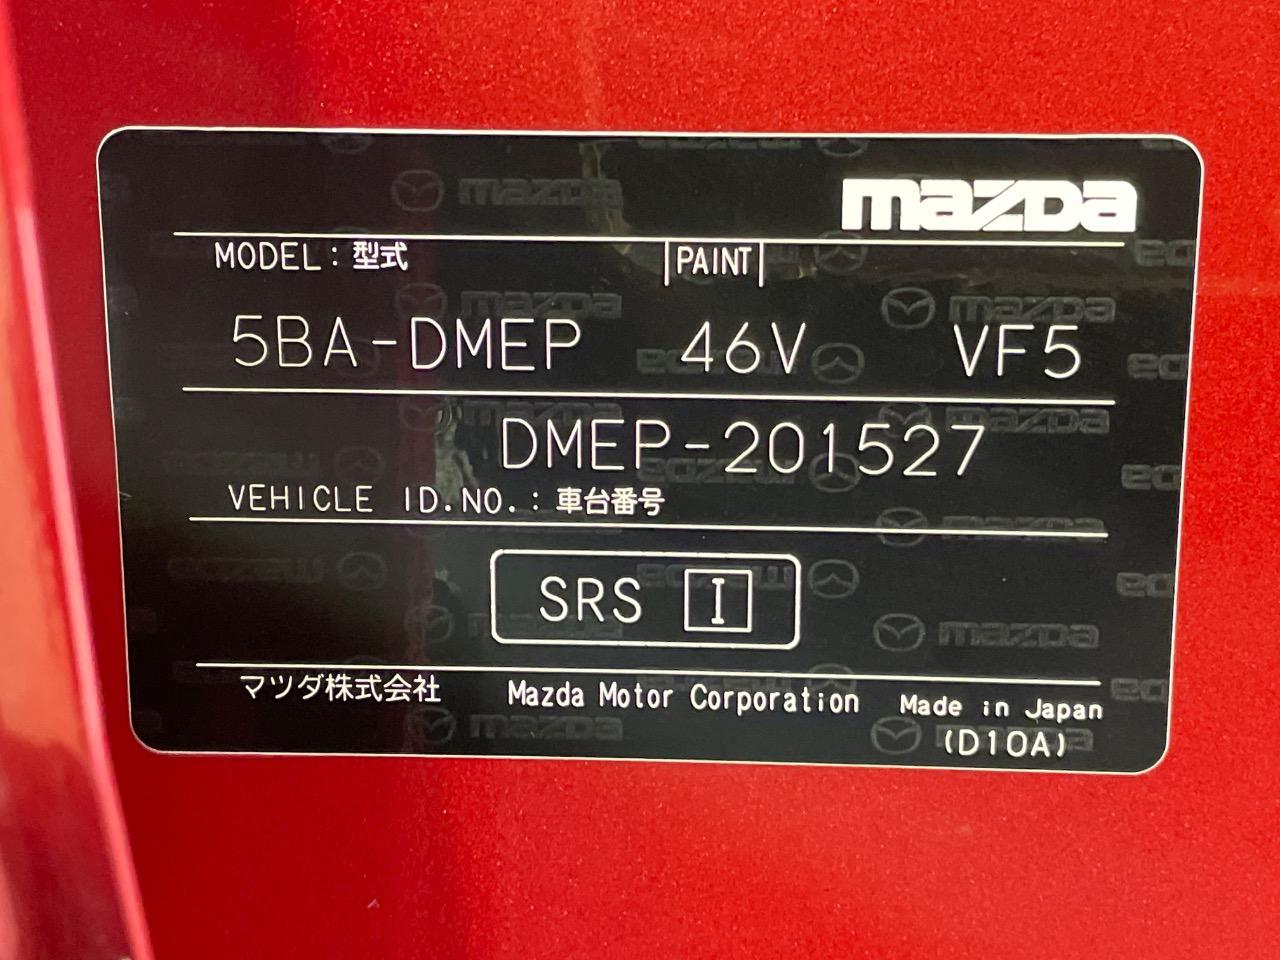 mazda
MODEL : 型式 PAINT
5BA-DMEP 46V VF5
DMEP-201527
VEHICLE ID.NO. : 車台番号
SRS I
マツダ株式会社 Mazda Motor Corporation Made in Japan
(D10A)